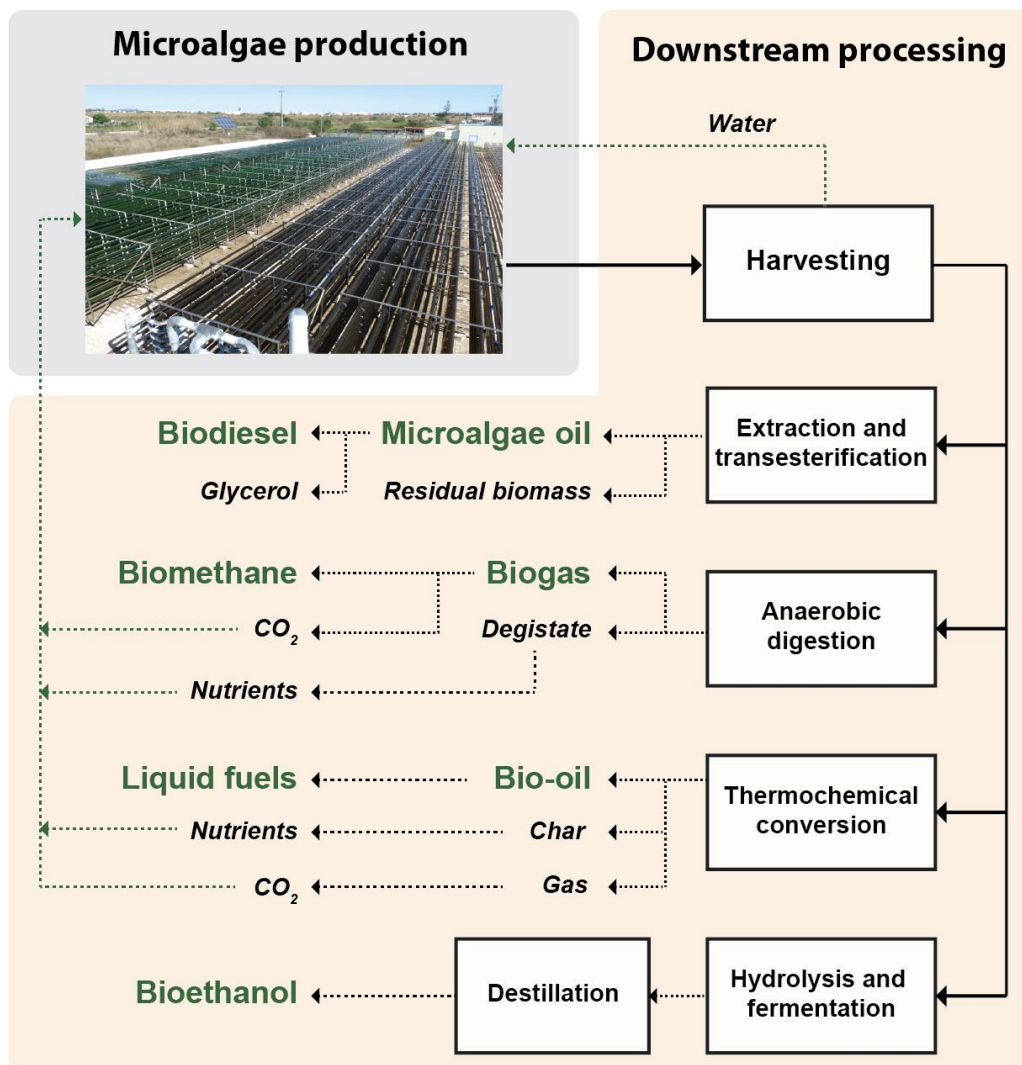 Microalgae production
Downstream processing
Water
Harvesting
Biodiesel
Microalgae oil
Extraction and
transesterification
Glycerol
Residual biomass
Biomethane
Biogas
Anaerobic
digestion
CO2
Degistate
Nutrients
Liquid fuels
Bio-oil
Thermochemical
conversion
Nutrients
Char
CO2
Gas
Bioethanol
Destillation
Hydrolysis and
fermentation